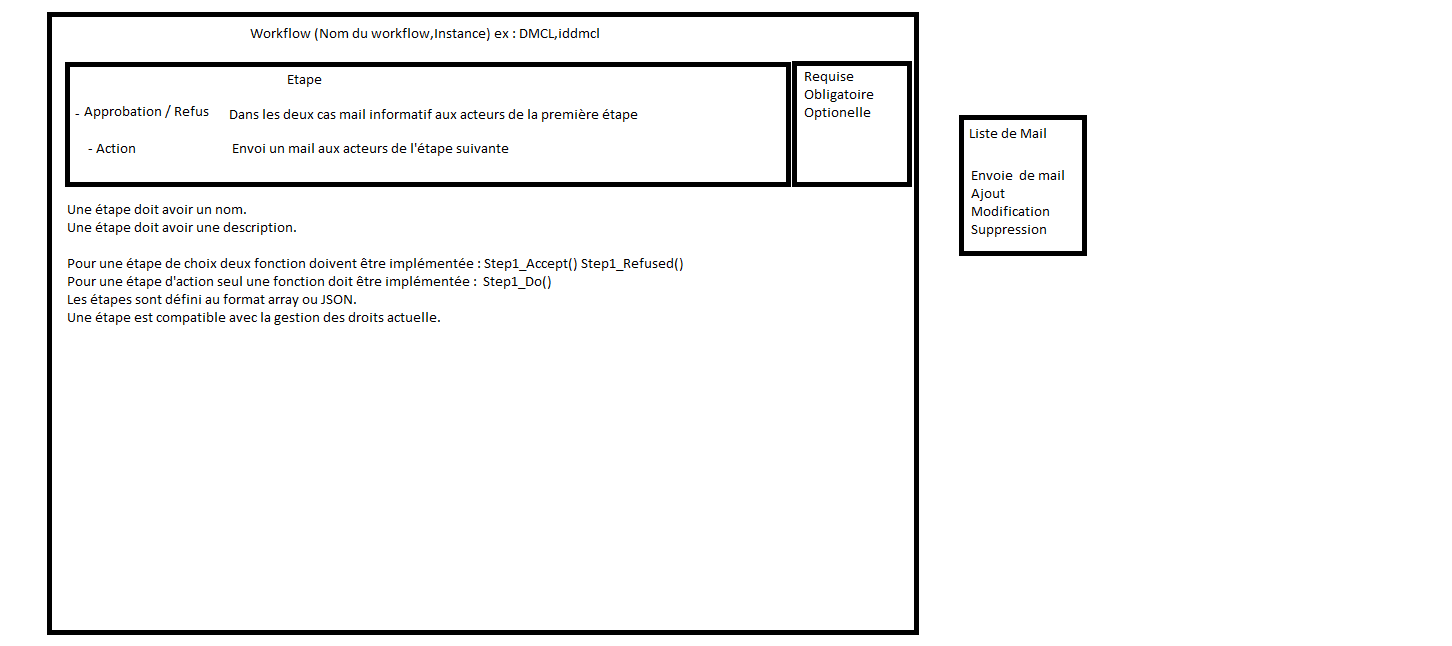 Workflow (Nom du workflow,Instance) ex : DMCL,iddmcl
Etape
- Approbation / Refus Dans les deux cas mail informatif aux acteurs de la première étape
- Action Envoi un mail aux acteurs de l'étape suivante
Requise
Obligatoire
Optionelle
Une étape doit avoir un nom.
Une étape doit avoir une description.
Pour une étape de choix deux fonction doivent être implémentée : Step1_Accept() Step1_Refused()
Pour une étape d'action seul une fonction doit être implémentée : Step1_Do()
Les étapes sont défini au format array ou JSON.
Une étape est compatible avec la gestion des droits actuelle.
Liste de Mail
Envoie de mail
Ajout
Modification
Suppression